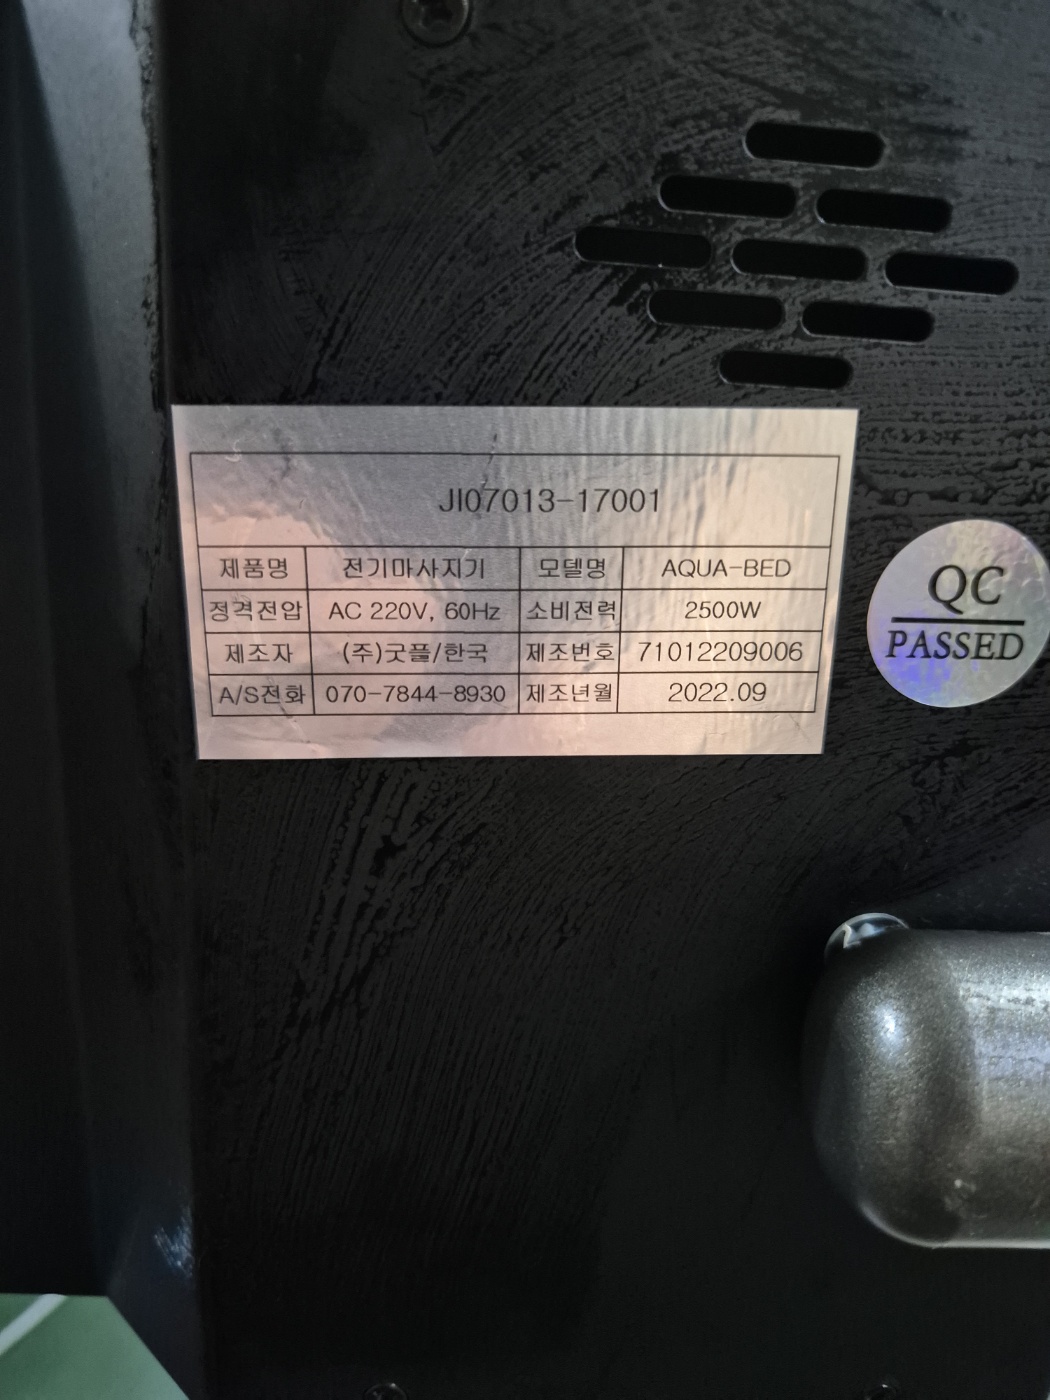 JI07013-17001
제품명 전기마사지기 모델명 AQUA-BED
정격전압 AC 220V, 60Hz 소비전력 2500W
제조자 (주)굿플/한국 제조번호 71012209006
A/S전화 070-7844-8930 제조년월 2022.09
QC
PASSED